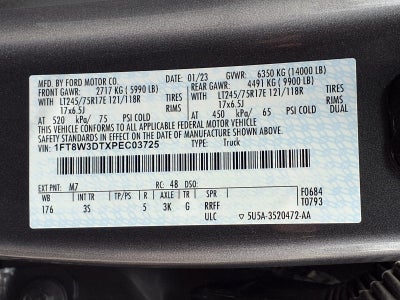 MFD. BY FORD MOTOR CO. 01/23 GVWR: 6350 KG (14000 LB)
FRONT GAWR: 2717 KG (5990 LB) REAR GAWR: 4491 KG (9900 LB)
WITH WITH
LT245/75R17E 121/118R TIRES LT245/75R17E 121/118R TIRES
17x6.5J RIMS 17x6.5J RIMS
AT 520 kPa/ 75 PSI COLD AT 450 kPa/ 65 PSI COLD
THIS VEHICLE CONFORMS TO ALL APPLICABLE FEDERAL MOTOR VEHICLE
SAFETY STANDARDS IN EFFECT ON THE DATE OF MANUFACTURE SHOWN ABOVE.
VIN: 1FT8W3DTXPEC03725 TYPE: Truck
EXT PNT: M7 RC: 48 DSO: F0684
WB INT TR TP/PS R AXLE TR SPR T0793
176 3S 5 3K G RRFF
ULC 5U5A-3520472-AA